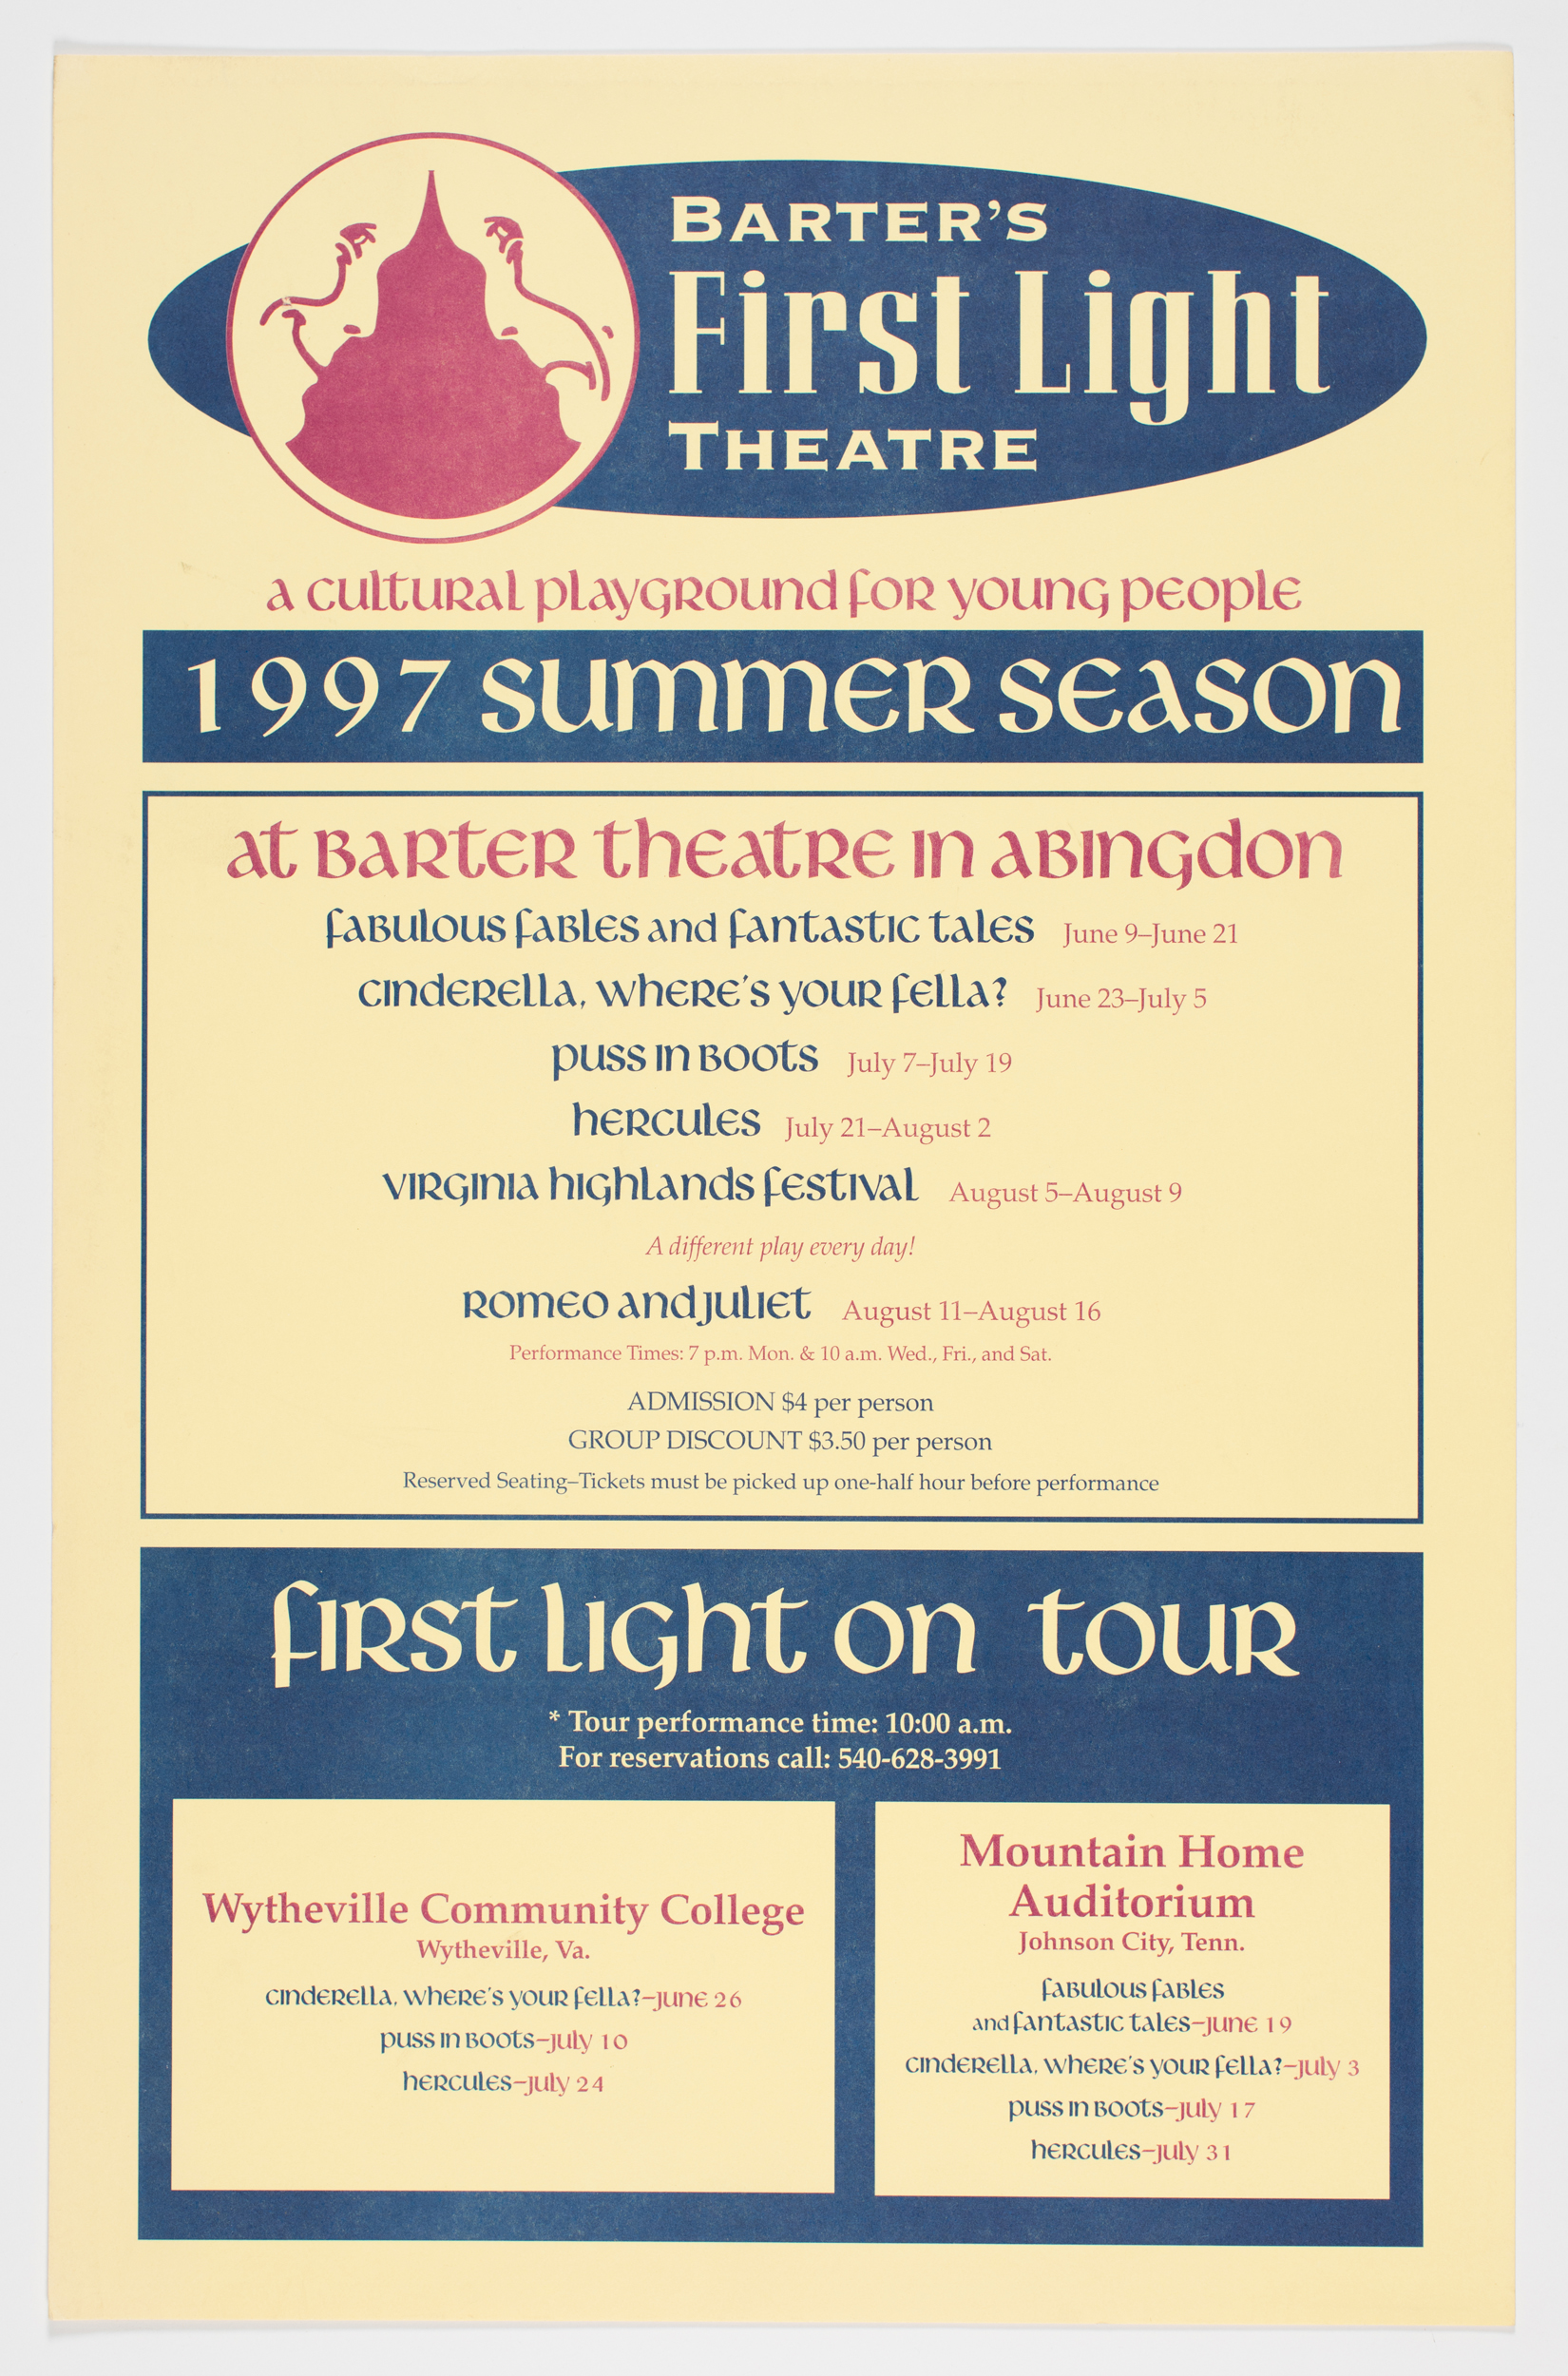 Barter's
First Light
Theatre
a cultural playground for young people
1997 summer season
at Barter theatre in Abingdon
fabulous fables and fantastic tales June 9–June 21
cinderella, where's your fella? June 23–July 5
puss in boots July 7–July 19
hercules July 21–August 2
virginia highlands festival August 5–August 9
A different play every day!
romeo and juliet August 11–August 16
Performance Times: 7 p.m. Mon. & 10 a.m. Wed., Fri., and Sat.
ADMISSION $4 per person
GROUP DISCOUNT $3.50 per person
Reserved Seating–Tickets must be picked up one-half hour before performance
first light on tour
* Tour performance time: 10:00 a.m.
For reservations call: 540-628-3991
Wytheville Community College
Wytheville, Va.
cinderella, where's your fella?–june 26
puss in boots–july 10
hercules–july 24
Mountain Home
Auditorium
Johnson City, Tenn.
fabulous fables
and fantastic tales–june 19
cinderella, where's your fella?–july 3
puss in boots–july 17
hercules–july 31